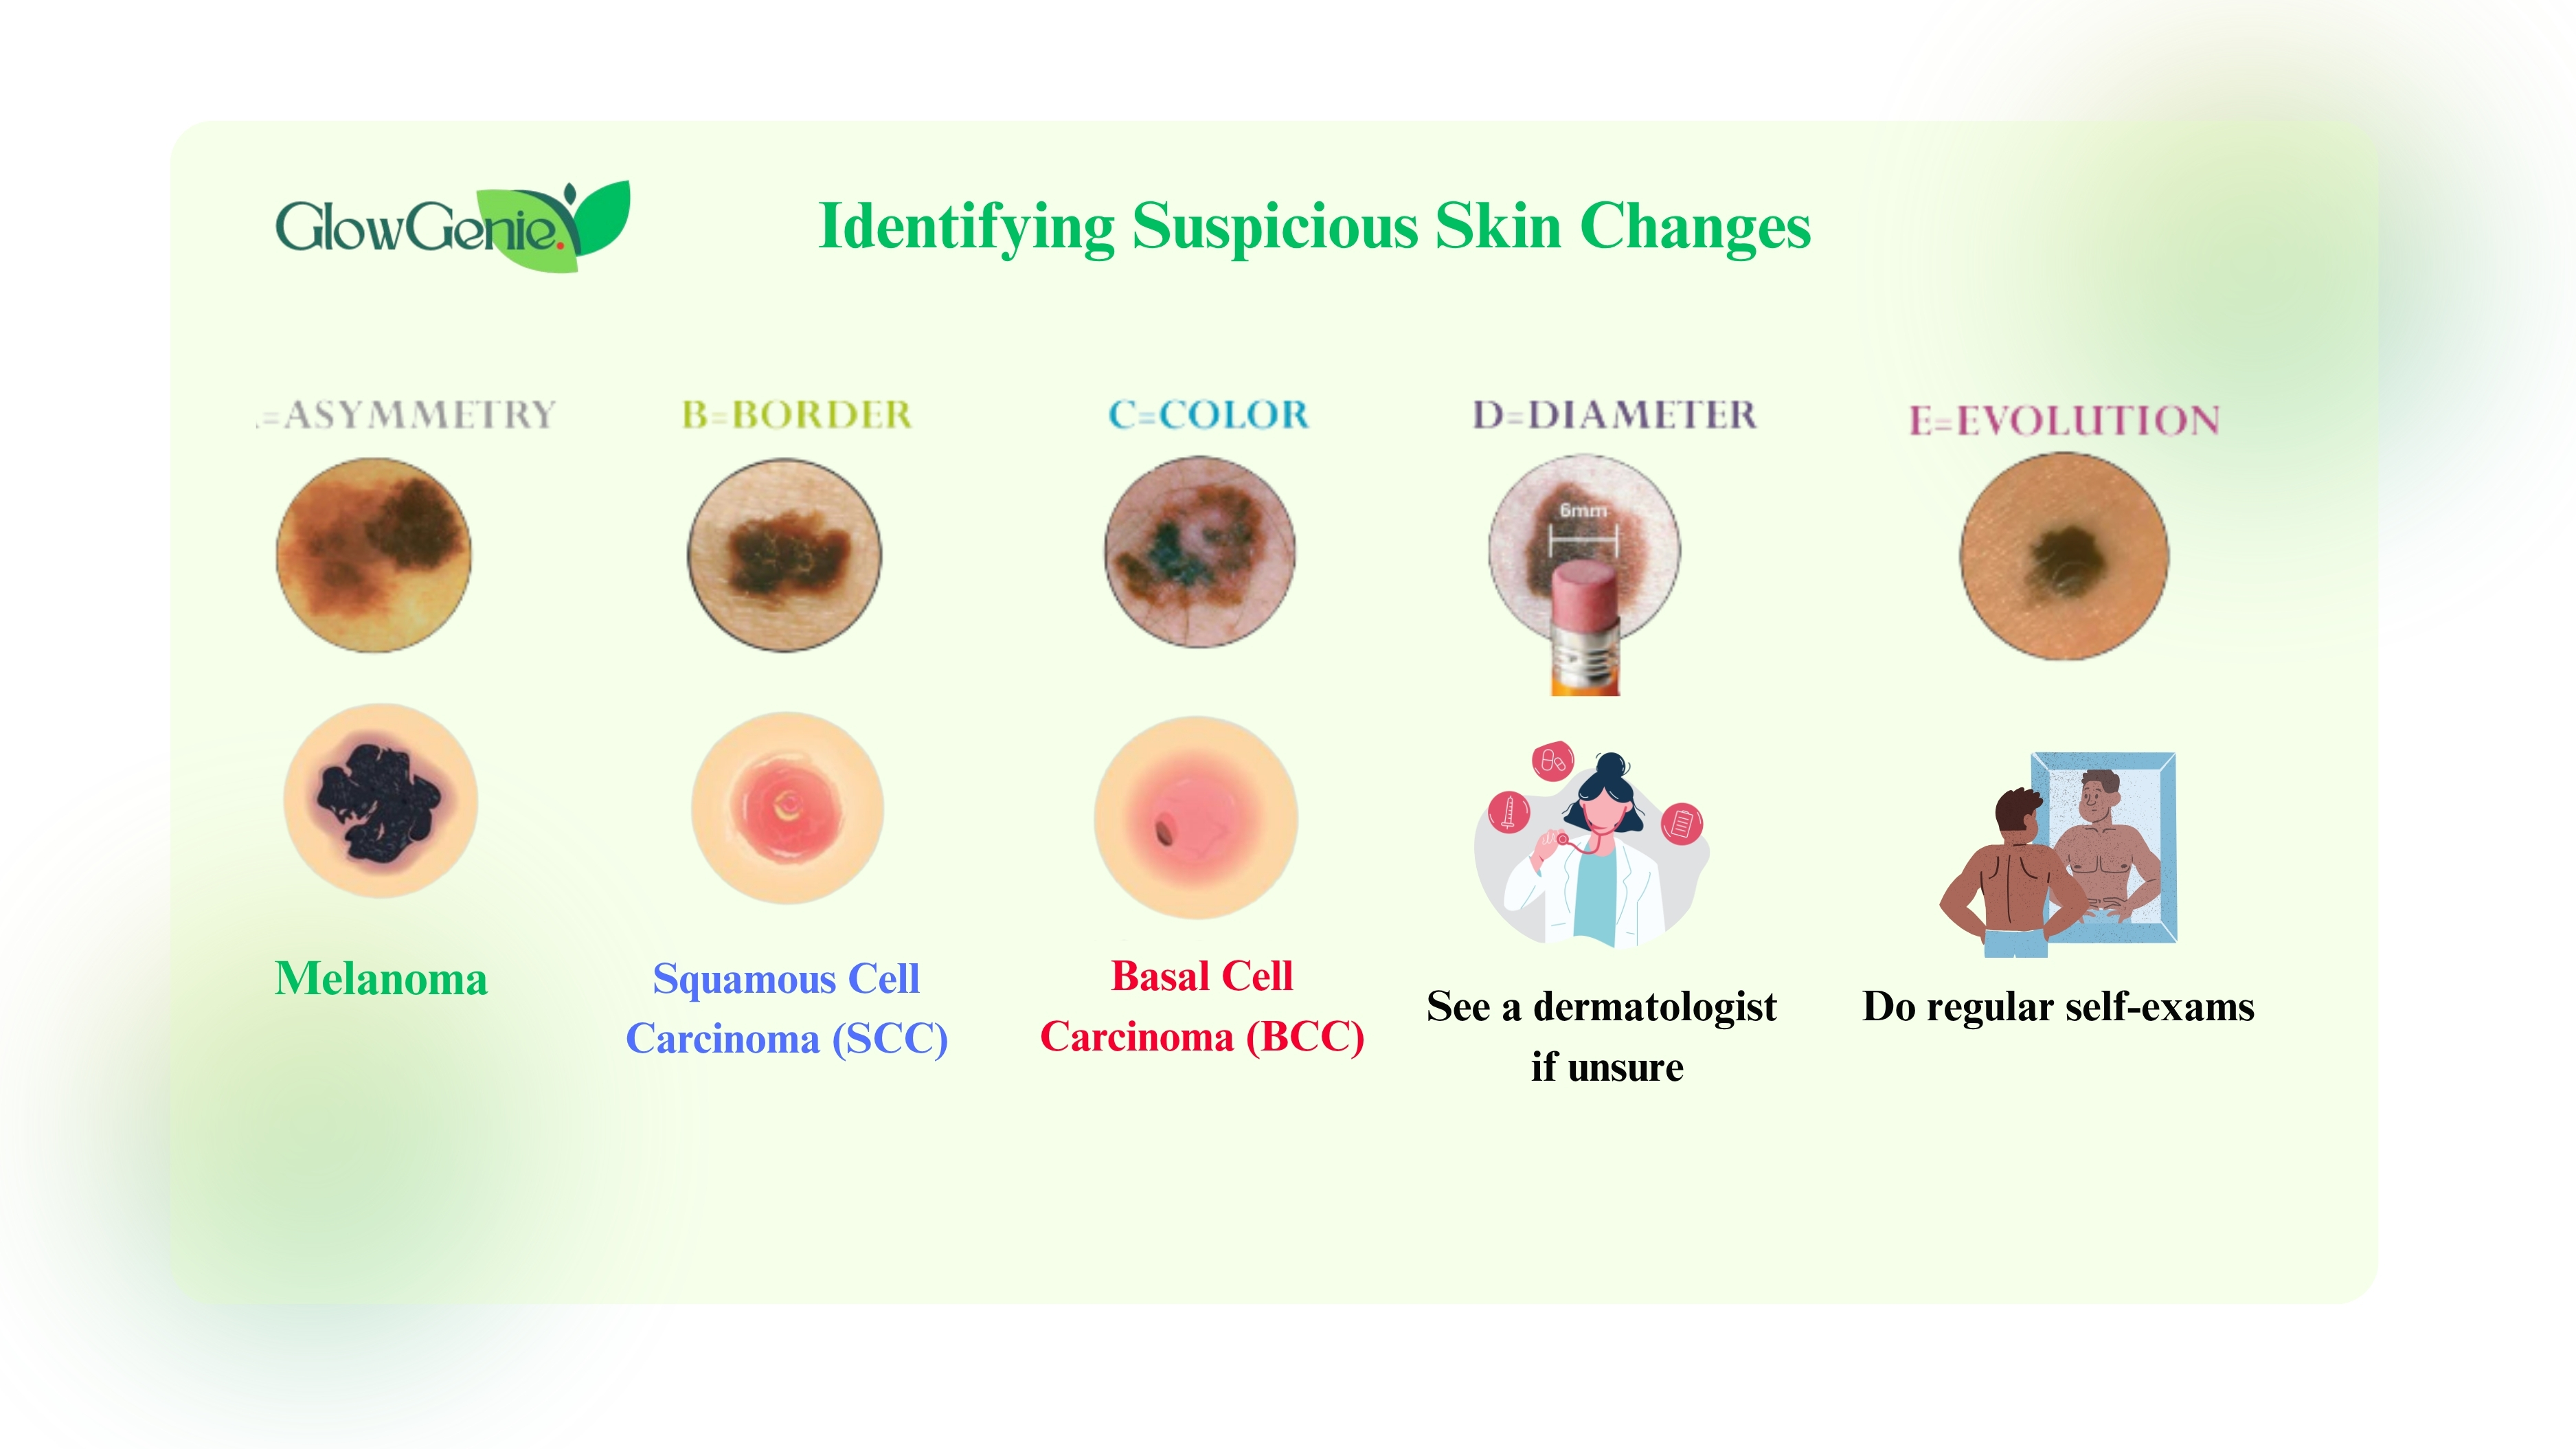 GlowGenie.
Identifying Suspicious Skin Changes
.=ASYMMETRY
B=BORDER
C=COLOR
D=DIAMETER
E=EVOLUTION
6mm
Melanoma
Squamous Cell
Carcinoma (SCC)
Basal Cell
Carcinoma (BCC)
See a dermatologist
if unsure
Do regular self-exams